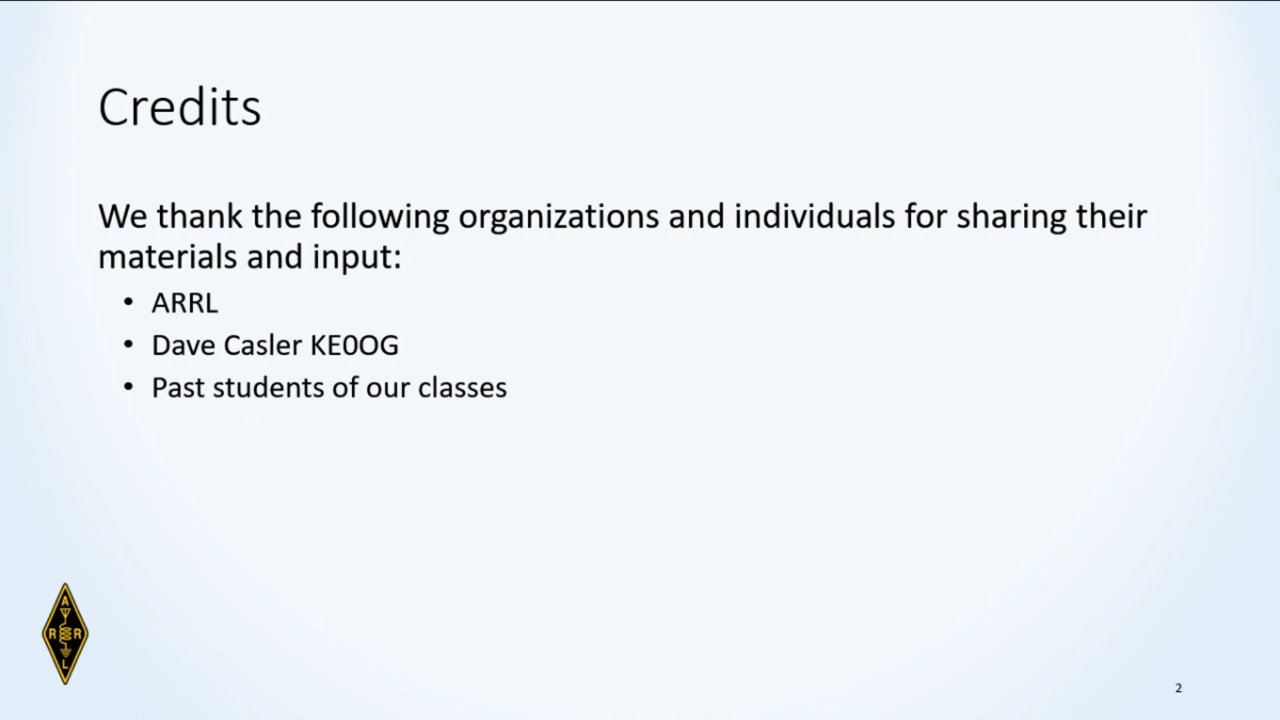 Credits
We thank the following organizations and individuals for sharing their
materials and input:
• ARRL
• Dave Casler KE0OG
• Past students of our classes
A
R R
L
2